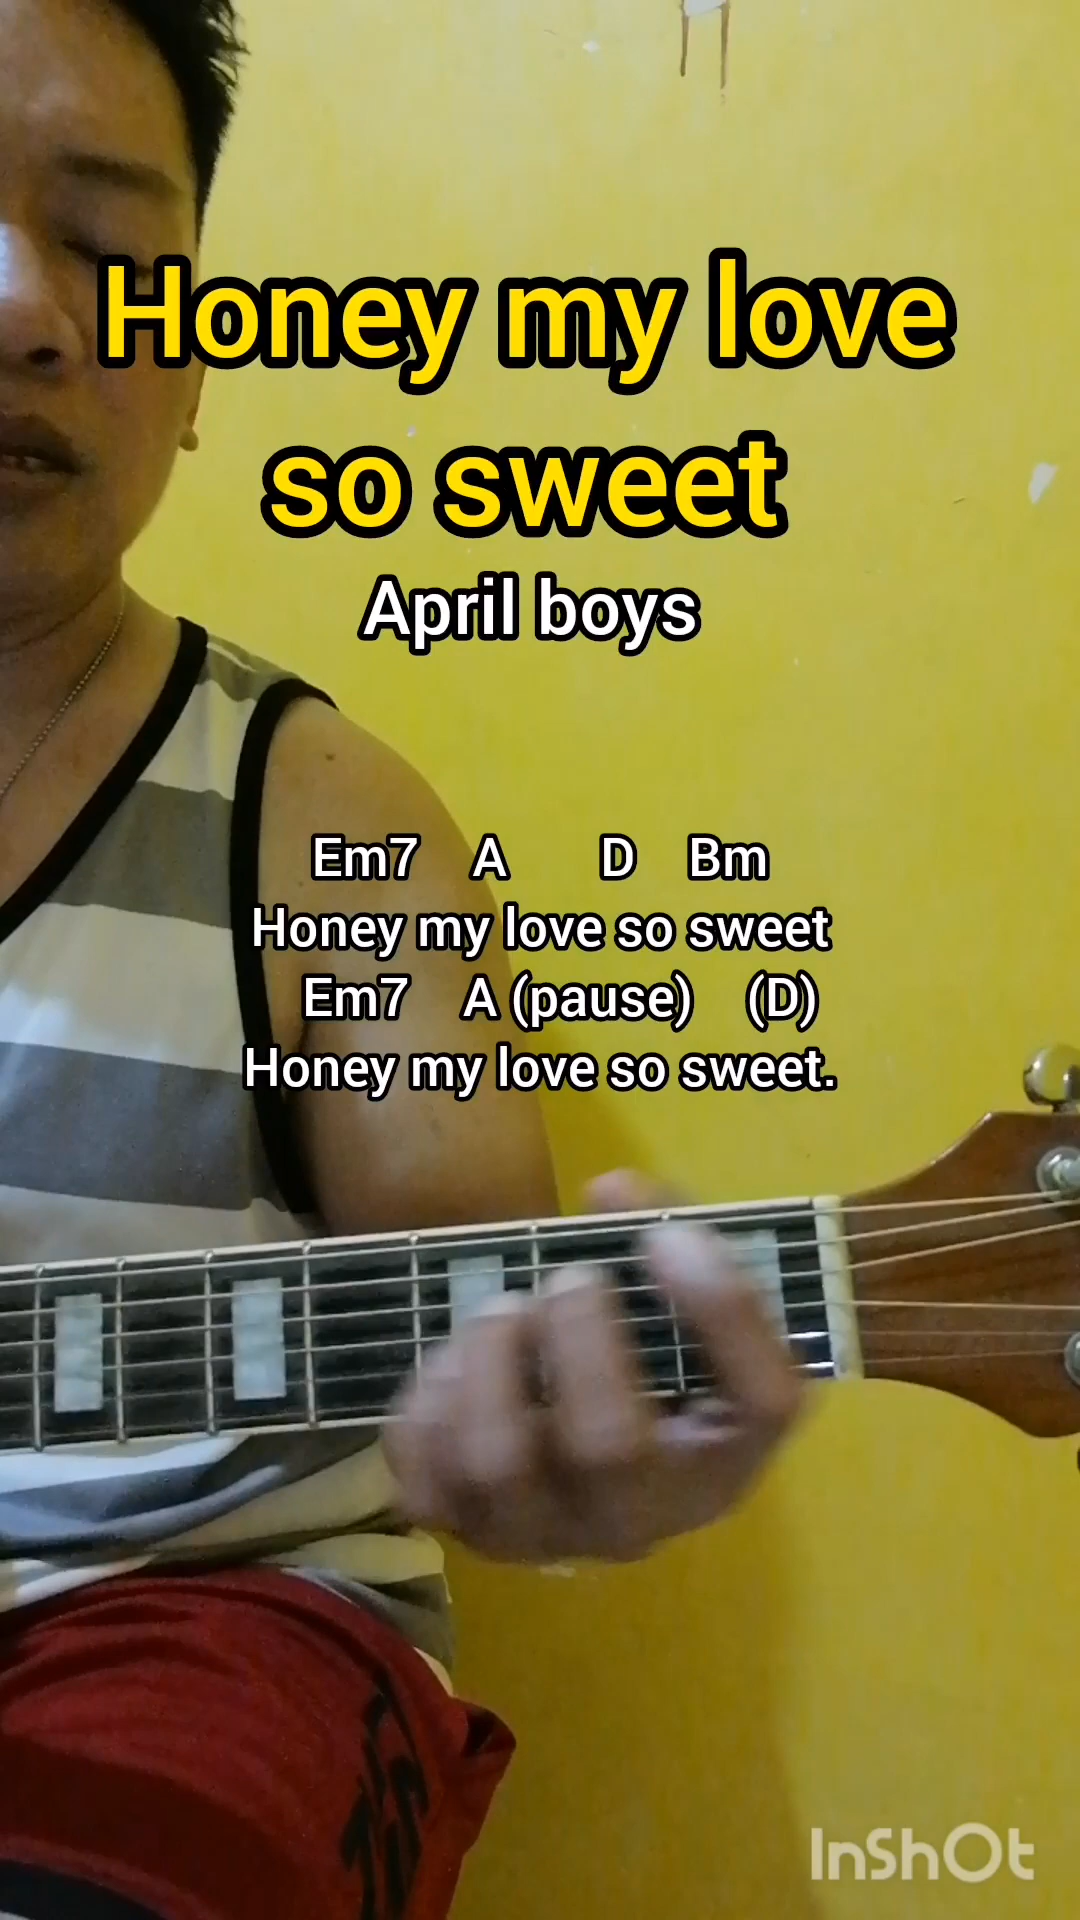 Honey my love
so sweet
April boys
Em7 A D Bm
Honey my love so sweet
Em7 A (pause) (D)
Honey my love so sweet.
InShOt